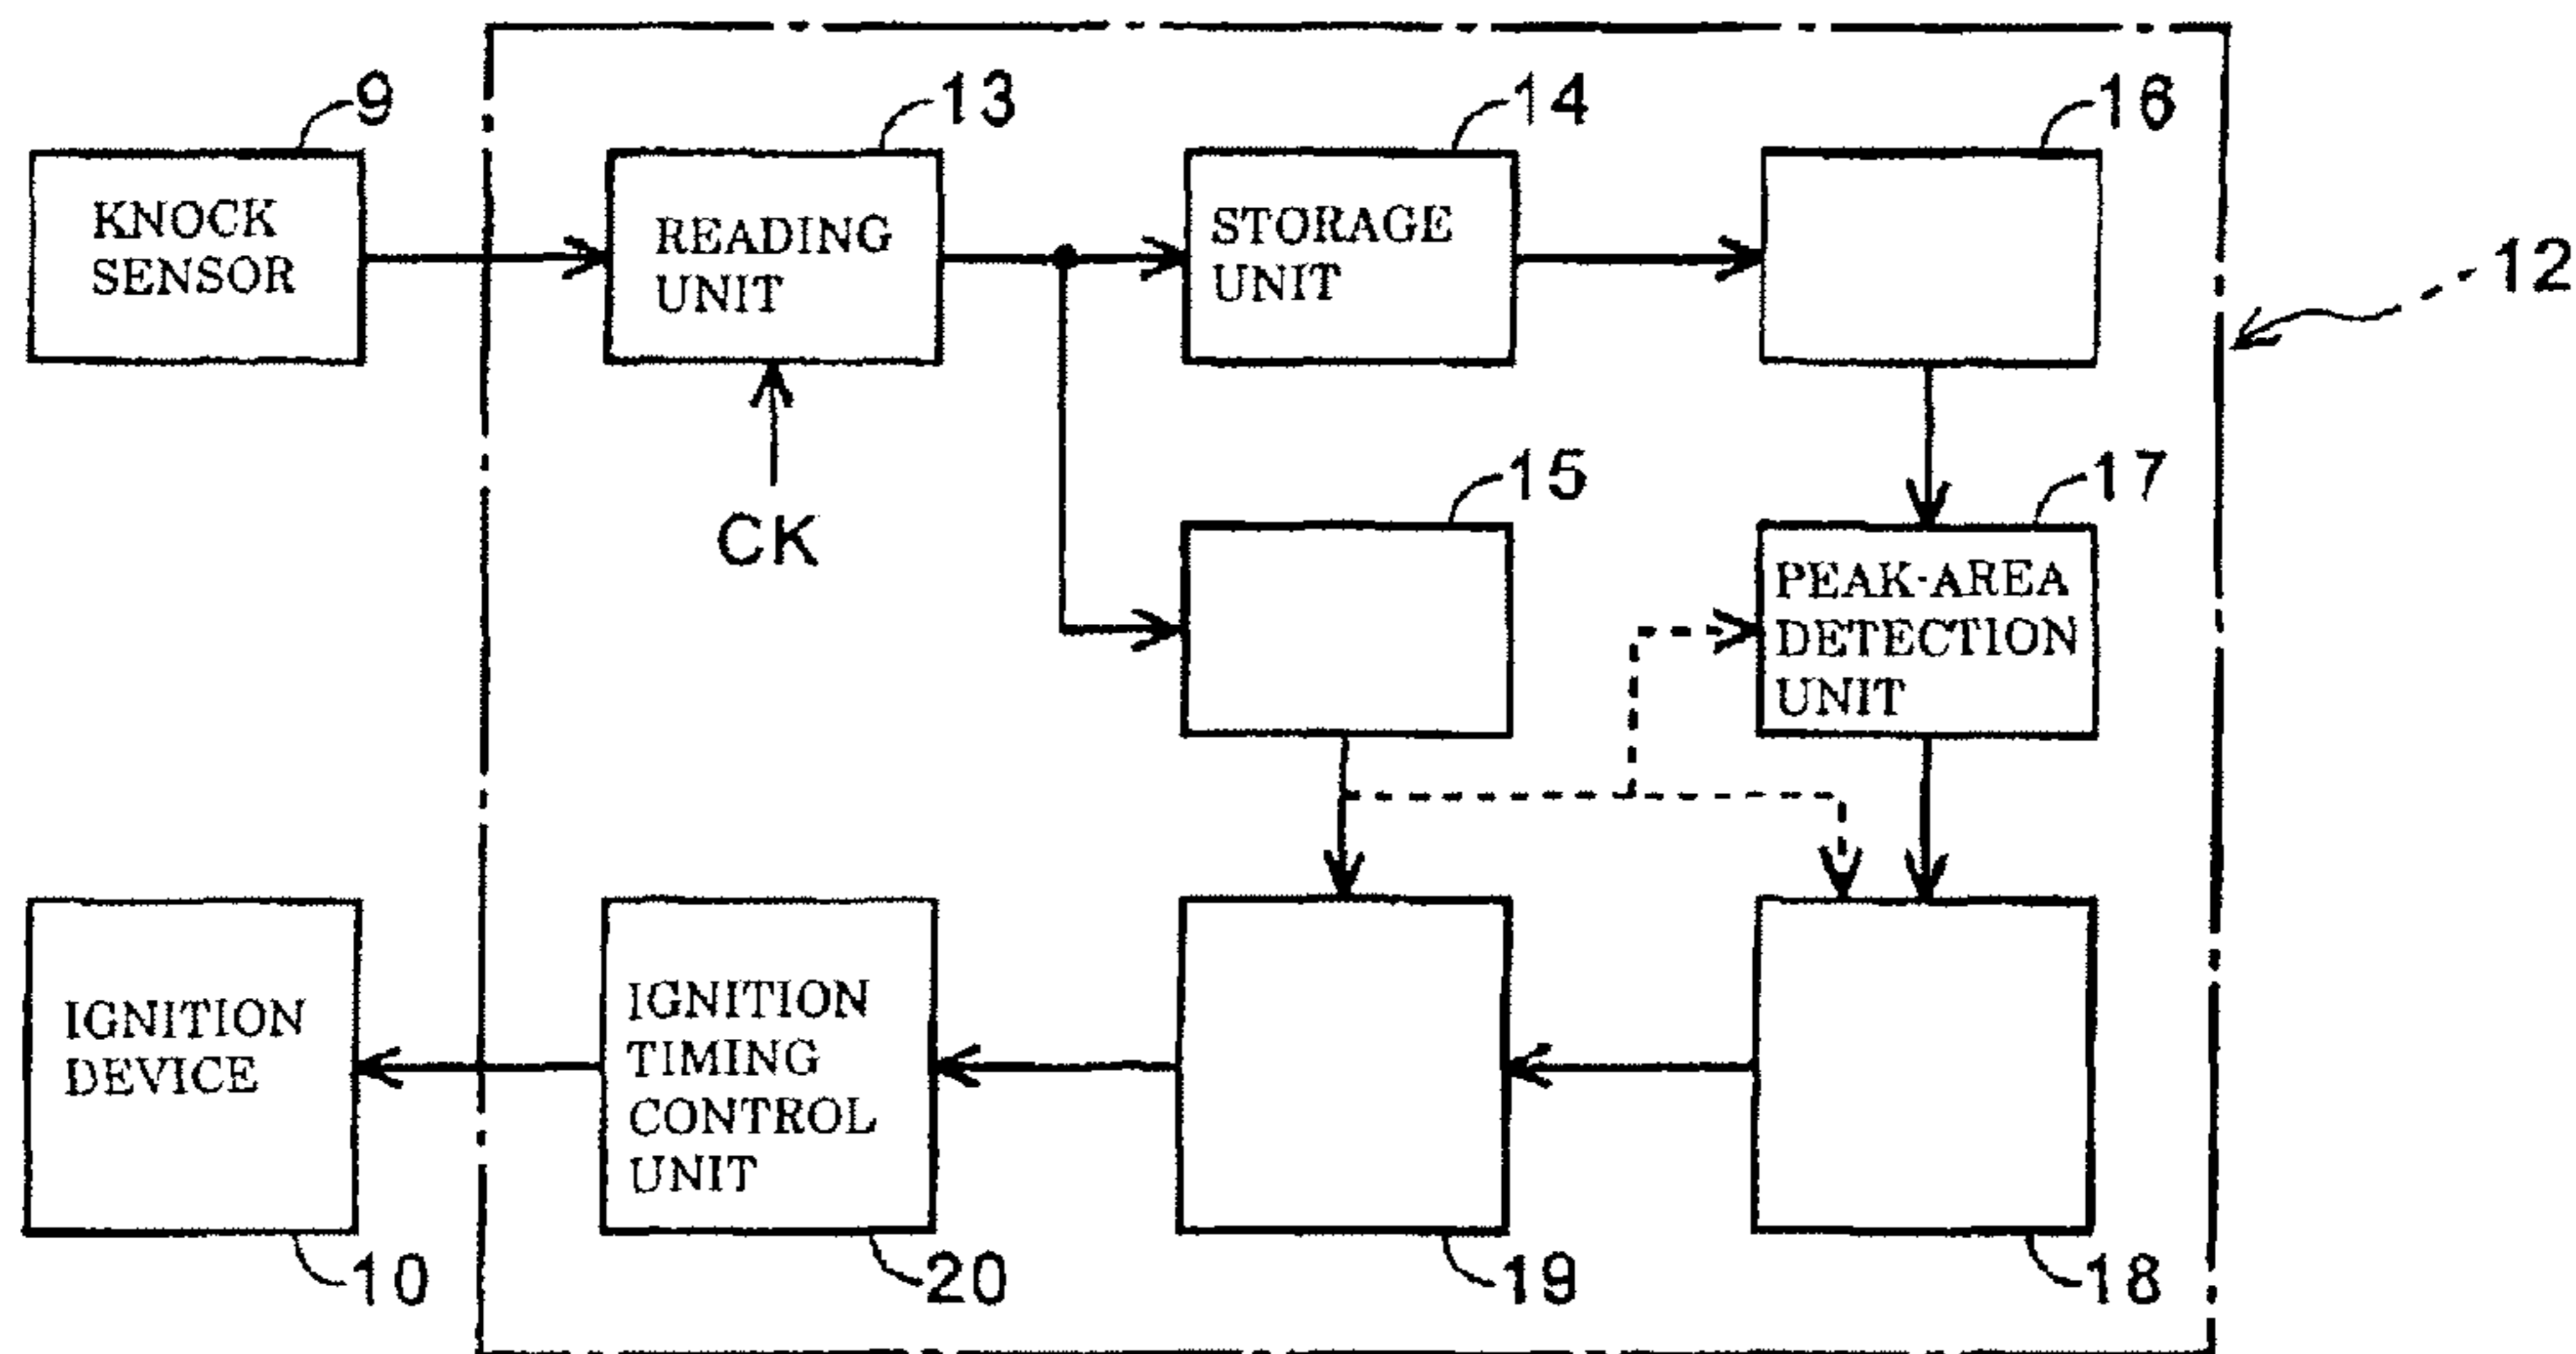 9
13
14
16
KNOCK
SENSOR
READING
UNIT
STORAGE
UNIT
12
CK
15
17
PEAK-AREA
DETECTION
UNIT
IGNITION
DEVICE
IGNITION
TIMING
CONTROL
UNIT
10
20
19
18